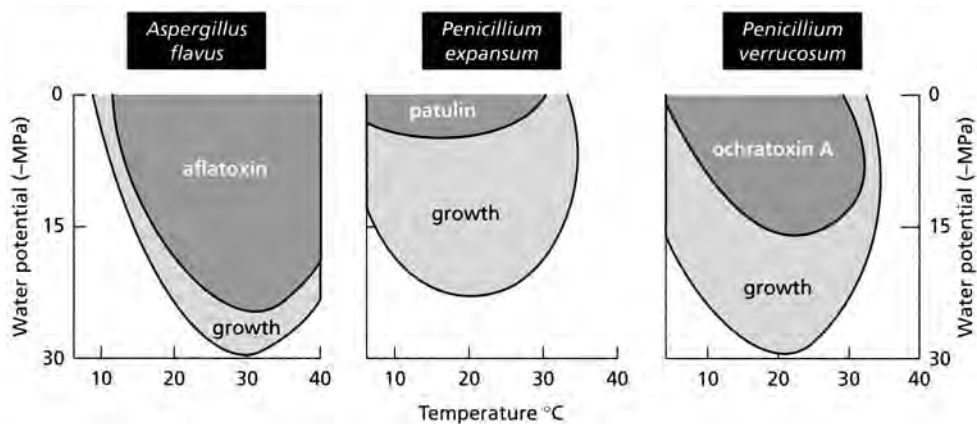 Aspergillus
flavus
Penicillium
expansum
Penicillium
verrucosum
Water potential (–MPa)
0
15
30
aflatoxin
growth
10 20 30 40
patulin
growth
10 20 30 40
Temperature °C
ochratoxin A
growth
10 20 30 40
0
15
30
Water potential (–MPa)